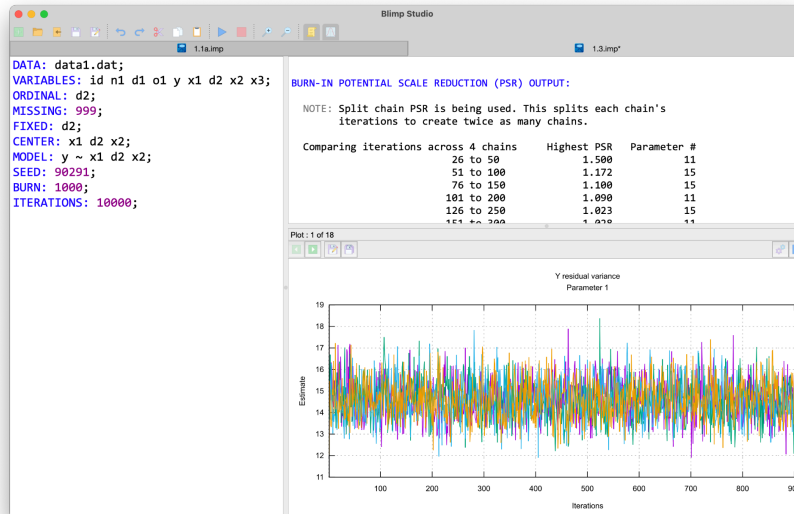 Blimp Studio
1.1a.imp
1.3.imp*
DATA: data1.dat;
VARIABLES: id n1 d1 o1 y x1 d2 x2 x3;
ORDINAL: d2;
MISSING: 999;
FIXED: d2;
CENTER: x1 d2 x2;
MODEL: y ~ x1 d2 x2;
SEED: 90291;
BURN: 1000;
ITERATIONS: 10000;
BURN-IN POTENTIAL SCALE REDUCTION (PSR) OUTPUT:
NOTE: Split chain PSR is being used. This splits each chain's
iterations to create twice as many chains.
Comparing iterations across 4 chains Highest PSR Parameter #
26 to 50 1.500 11
51 to 100 1.172 15
76 to 150 1.100 15
101 to 200 1.090 11
126 to 250 1.023 15
151 to 300 1.028 11
Plot : 1 of 18
Y residual variance
Parameter 1
19
18
17
16
15
14
13
12
11
Estimate
100 200 300 400 500 600 700 800
Iterations